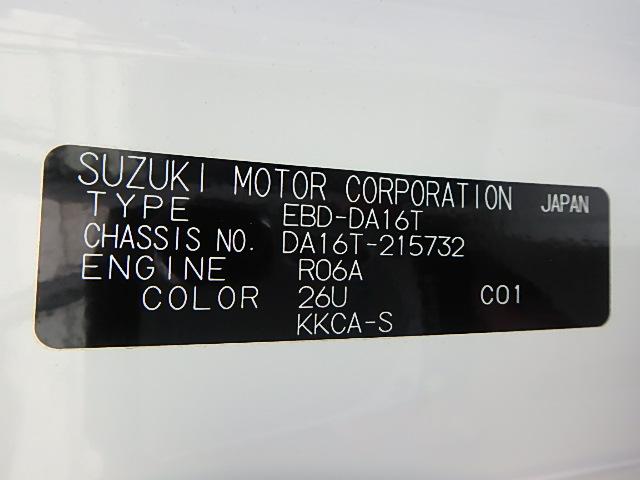 SUZUKI MOTOR CORPORATION JAPAN
TYPE EBD-DA16T
CHASSIS NO. DA16T-215732
ENGINE R06A
COLOR 26U C01
KKCA-S